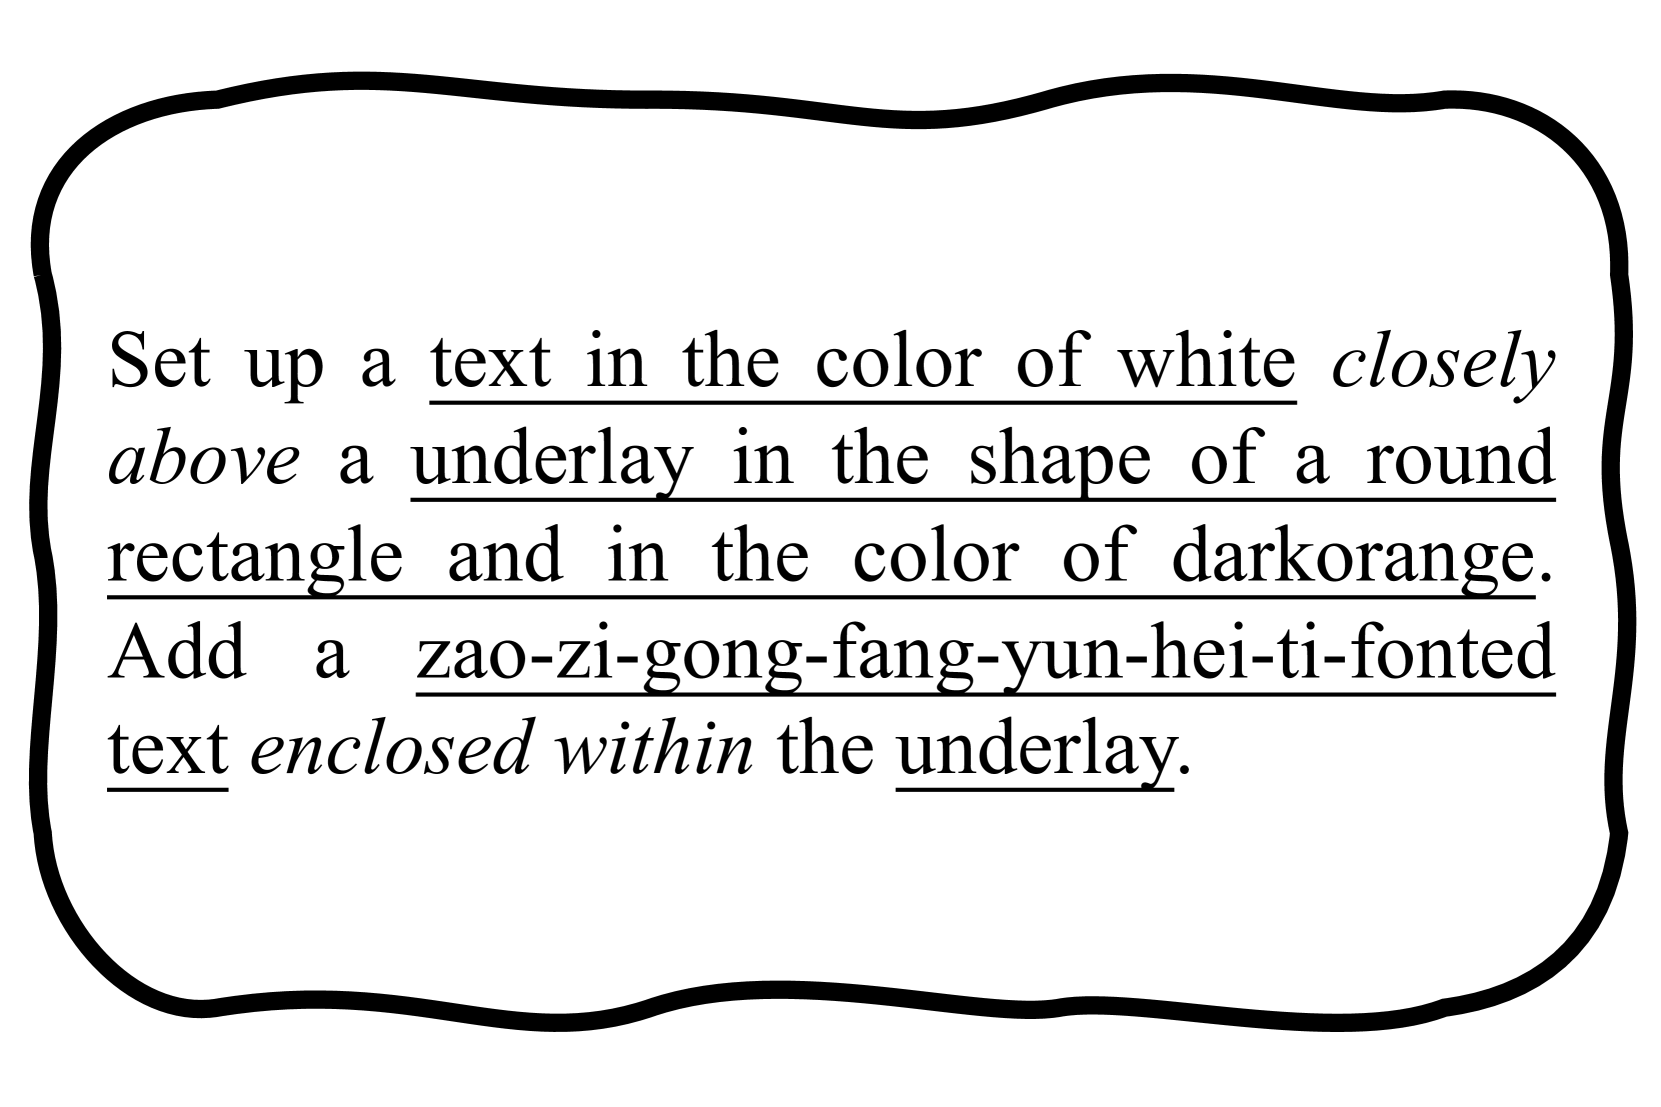 Set up a text in the color of white closely
above a underlay in the shape of a round
rectangle and in the color of darkorange.
Add a zao-zi-gong-fang-yun-hei-ti-fonted
text enclosed within the underlay.